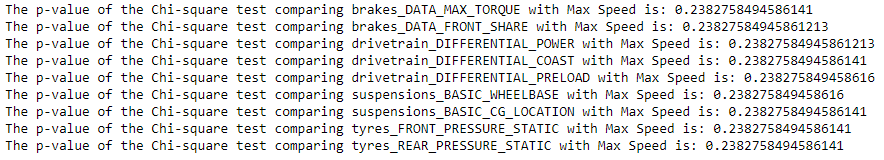 The p-value of the Chi-square test comparing brakes_DATA_MAX_TORQUE with Max Speed is: 0.2382758494586141
The p-value of the Chi-square test comparing brakes_DATA_FRONT_SHARE with Max Speed is: 0.23827584945861213
The p-value of the Chi-square test comparing drivetrain_DIFFERENTIAL_POWER with Max Speed is: 0.23827584945861213
The p-value of the Chi-square test comparing drivetrain_DIFFERENTIAL_COAST with Max Speed is: 0.2382758494586141
The p-value of the Chi-square test comparing drivetrain_DIFFERENTIAL_PRELOAD with Max Speed is: 0.238275849458616
The p-value of the Chi-square test comparing suspensions_BASIC_WHEELBASE with Max Speed is: 0.238275849458616
The p-value of the Chi-square test comparing suspensions_BASIC_CG_LOCATION with Max Speed is: 0.2382758494586141
The p-value of the Chi-square test comparing tyres_FRONT_PRESSURE_STATIC with Max Speed is: 0.2382758494586141
The p-value of the Chi-square test comparing tyres_REAR_PRESSURE_STATIC with Max Speed is: 0.2382758494586141